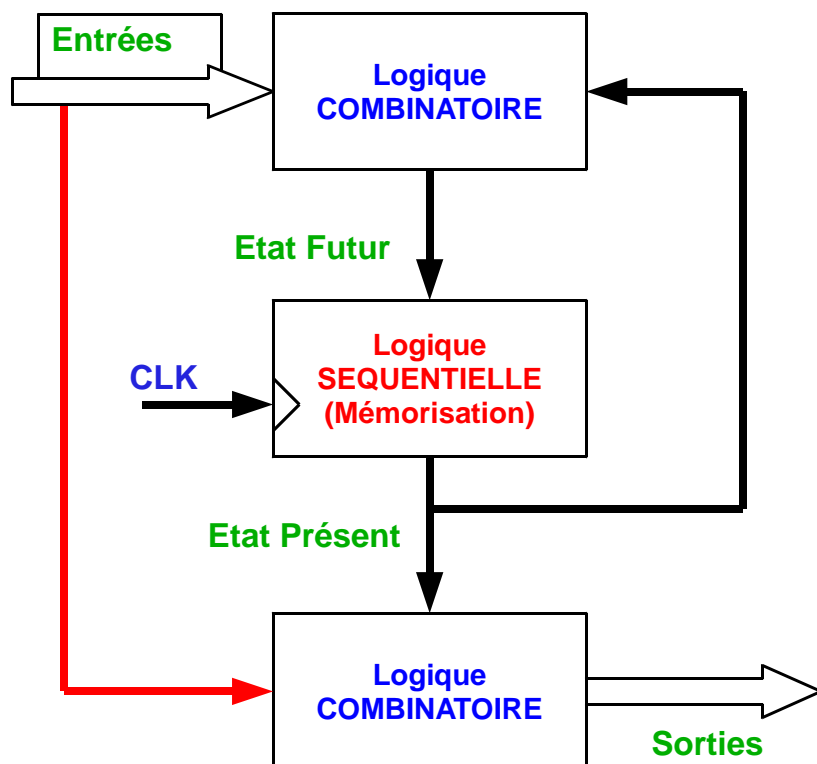 Entrées
Logique
COMBINATOIRE
Etat Futur
Logique
SEQUENTIELLE
(Mémorisation)
CLK
Etat Présent
Logique
COMBINATOIRE
Sorties